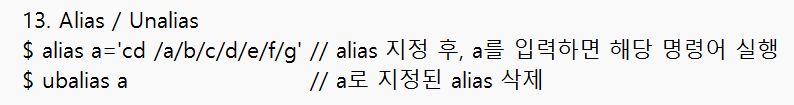 13. Alias / Unalias
$ alias a='cd /a/b/c/d/e/f/g' // alias 지정 후, a를 입력하면 해당 명령어 실행
$ ubalias a // a로 지정된 alias 삭제